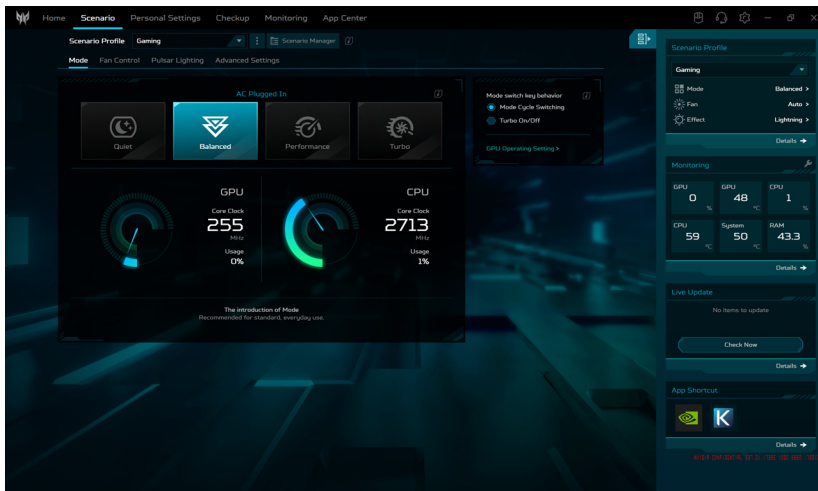 Home Scenario Personal Settings Checkup Monitoring App Center
Scenario Profile Gaming Scenario Manager
Mode Fan Control Pulsar Lighting Advanced Settings
AC Plugged In
Quiet Balanced Performance Turbo
GPU
Core Clock
255
MHz
Usage
0%
CPU
Core Clock
2713
MHz
Usage
1%
The introduction of Mode
Recommended for standard, everyday use.
Mode switch key behavior
Mode Cycle Switching
Turbo On/Off
GPU Operating Setting >
Scenario Profile
Gaming
Mode Balanced >
Fan Auto >
Effect Lightning >
Details →
Monitoring
GPU GPU CPU
0 % 48 °C 1 %
CPU System RAM
59 °C 50 °C 43.3 %
Details →
Live Update
No items to update
Check Now
Details →
App Shortcut
K
Details →